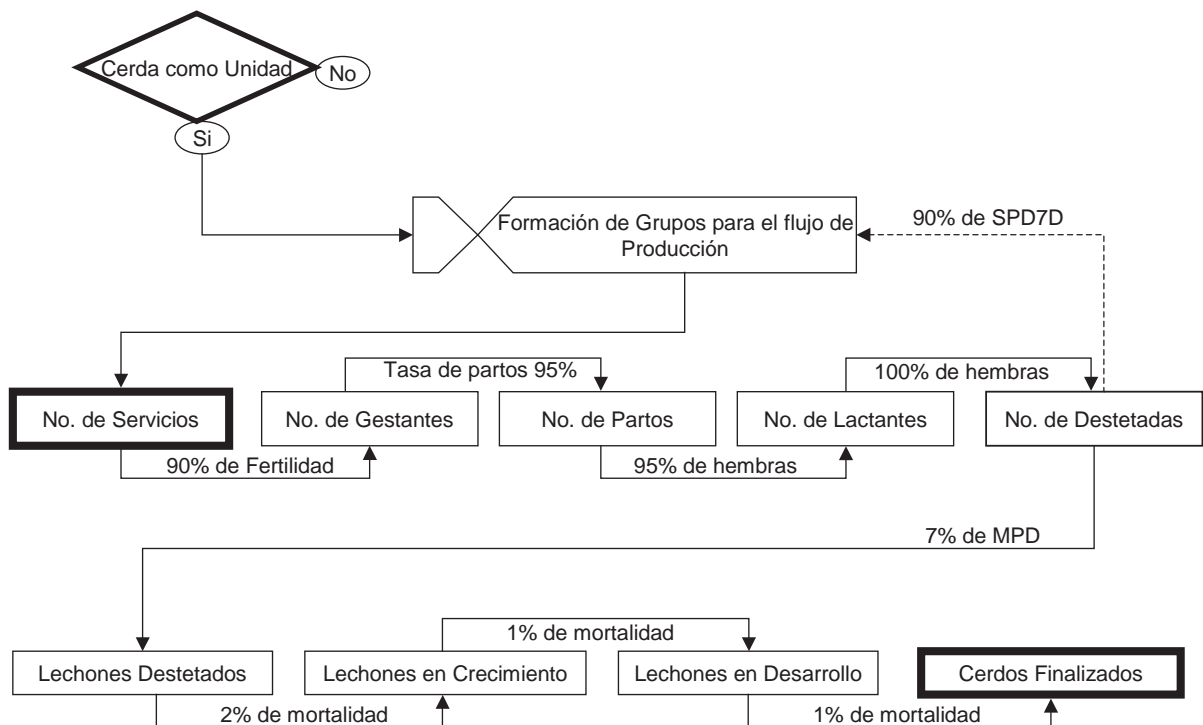 Cerda como Unidad
No
Si
Formación de Grupos para el flujo de
Producción
90% de SPD7D
Tasa de partos 95%
100% de hembras
No. de Servicios
No. de Gestantes
No. de Partos
No. de Lactantes
No. de Destetadas
90% de Fertilidad
95% de hembras
7% de MPD
1% de mortalidad
Lechones Destetados
Lechones en Crecimiento
Lechones en Desarrollo
Cerdos Finalizados
2% de mortalidad
1% de mortalidad